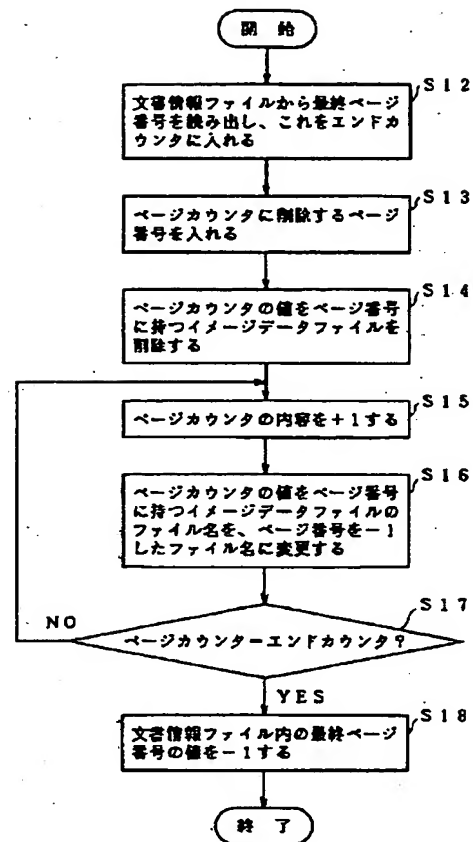 開 始
S12
文書情報ファイルから最終ページ
番号を読み出し、これをエンドカ
ウンタに入れる
S13
ページカウンタに削除するページ
番号を入れる
S14
ページカウンタの値をページ番号
に持つイメージデータファイルを
削除する
S15
ページカウンタの内容を+1する
S16
ページカウンタの値をページ番号
に持つイメージデータファイルの
ファイル名を、ページ番号を-1
したファイル名に変更する
S17
NO
ページカウンタ=エンドカウンタ?
YES
S18
文書情報ファイル内の最終ページ
番号の値を-1する
終 了